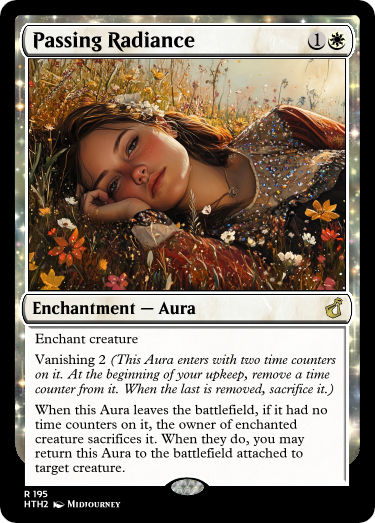 Passing Radiance 1
Enchantment — Aura
Enchant creature
Vanishing 2 (This Aura enters with two time counters
on it. At the beginning of your upkeep, remove a time
counter from it. When the last is removed, sacrifice it.)
When this Aura leaves the battlefield, if it had no
time counters on it, the owner of enchanted
creature sacrifices it. When they do, you may
return this Aura to the battlefield attached to
target creature.
R 195
HTH2 Midjourney